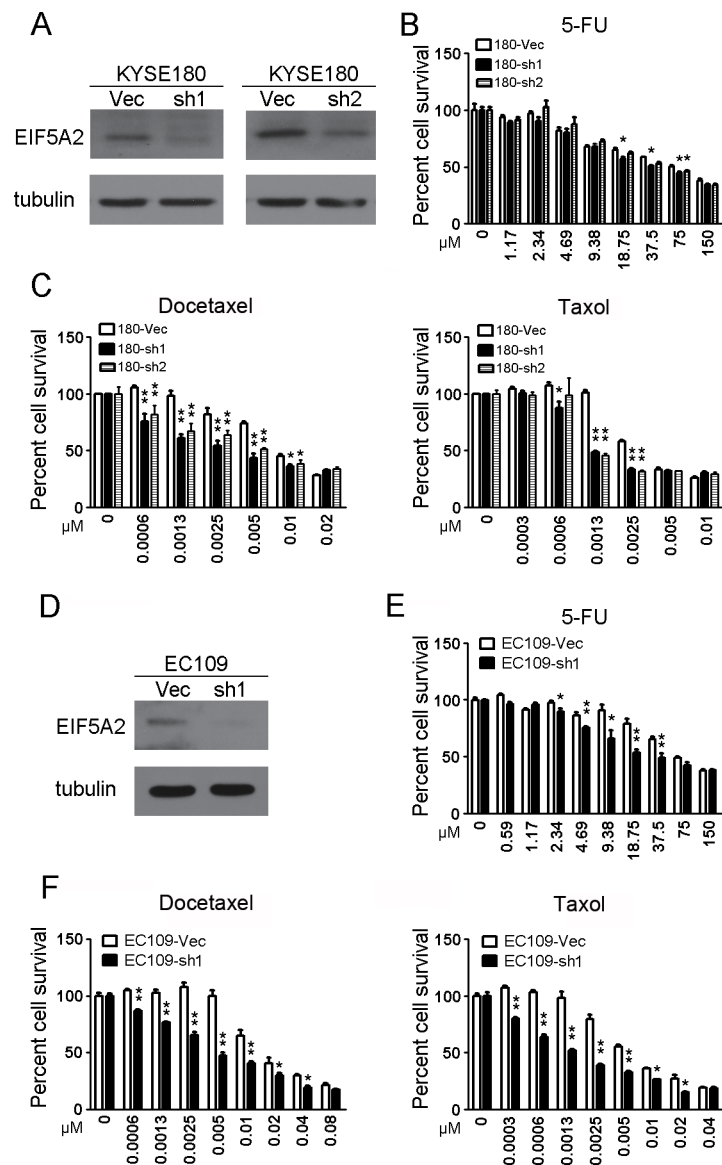 A
KYSE180 KYSE180
Vec sh1 Vec sh2
EIF5A2
tubulin
B
5-FU
180-Vec
180-sh1
180-sh2
Percent cell survival
150
100
50
0
* * **
µM 0 1.17 2.34 4.69 9.38 18.75 37.5 75 150
C
Docetaxel
180-Vec
180-sh1
180-sh2
Percent cell survival
150
100
50
0
** ** ** ** ** ** ** ** * *
µM 0 0.0006 0.0013 0.0025 0.005 0.01 0.02
Taxol
180-Vec
180-sh1
180-sh2
Percent cell survival
150
100
50
0
* ** ** ** **
µM 0 0.0003 0.0006 0.0013 0.0025 0.005 0.01
D
EC109
Vec sh1
EIF5A2
tubulin
E
5-FU
EC109-Vec
EC109-sh1
Percent cell survival
150
100
50
0
* ** * ** **
µM 0 0.59 1.17 2.34 4.69 9.38 18.75 37.5 75 150
F
Docetaxel
EC109-Vec
EC109-sh1
Percent cell survival
150
100
50
0
** ** ** ** ** * *
µM 0 0.0006 0.0013 0.0025 0.005 0.01 0.02 0.04 0.08
Taxol
EC109-Vec
EC109-sh1
Percent cell survival
150
100
50
0
** ** ** ** ** * *
µM 0 0.0003 0.0006 0.0013 0.0025 0.005 0.01 0.02 0.04